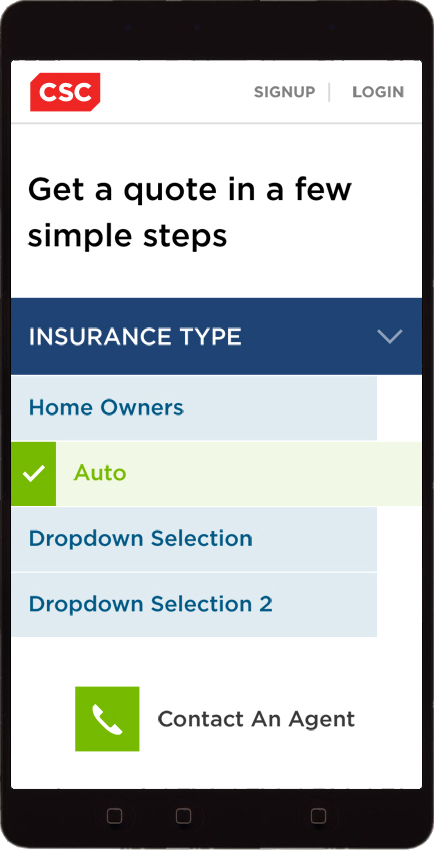 CSC
SIGNUP
LOGIN
Get a quote in a few
simple steps
INSURANCE TYPE
Home Owners
Auto
Dropdown Selection
Dropdown Selection 2
Contact An Agent